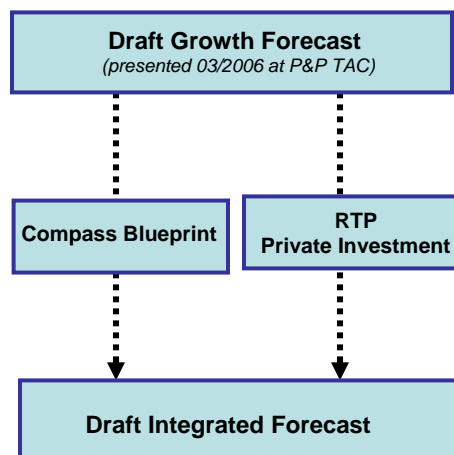 Draft Growth Forecast
(presented 03/2006 at P&P TAC)
Compass Blueprint
RTP
Private Investment
Draft Integrated Forecast